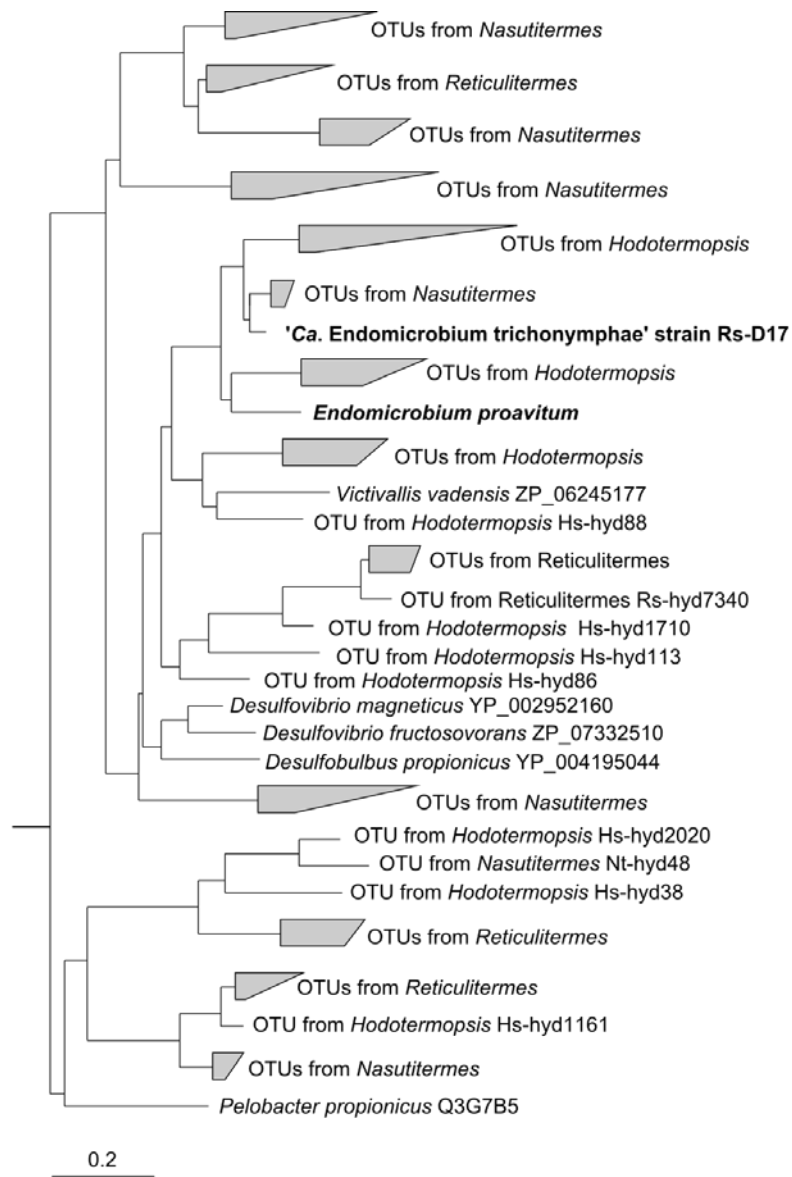 OTUs from Nasutitermes
OTUs from Reticulitermes
OTUs from Nasutitermes
OTUs from Nasutitermes
OTUs from Hodotermopsis
OTUs from Nasutitermes
'Ca. Endomicrobium trichonymphae' strain Rs-D17
OTUs from Hodotermopsis
Endomicrobium proavitum
OTUs from Hodotermopsis
Victivallis vadensis ZP_06245177
OTU from Hodotermopsis Hs-hyd88
OTUs from Reticulitermes
OTU from Reticulitermes Rs-hyd7340
OTU from Hodotermopsis Hs-hyd1710
OTU from Hodotermopsis Hs-hyd113
OTU from Hodotermopsis Hs-hyd86
Desulfovibrio magneticus YP_002952160
Desulfovibrio fructosovorans ZP_07332510
Desulfobulbus propionicus YP_004195044
OTUs from Nasutitermes
OTU from Hodotermopsis Hs-hyd2020
OTU from Nasutitermes Nt-hyd48
OTU from Hodotermopsis Hs-hyd38
OTUs from Reticulitermes
OTUs from Reticulitermes
OTU from Hodotermopsis Hs-hyd1161
OTUs from Nasutitermes
Pelobacter propionicus Q3G7B5
0.2